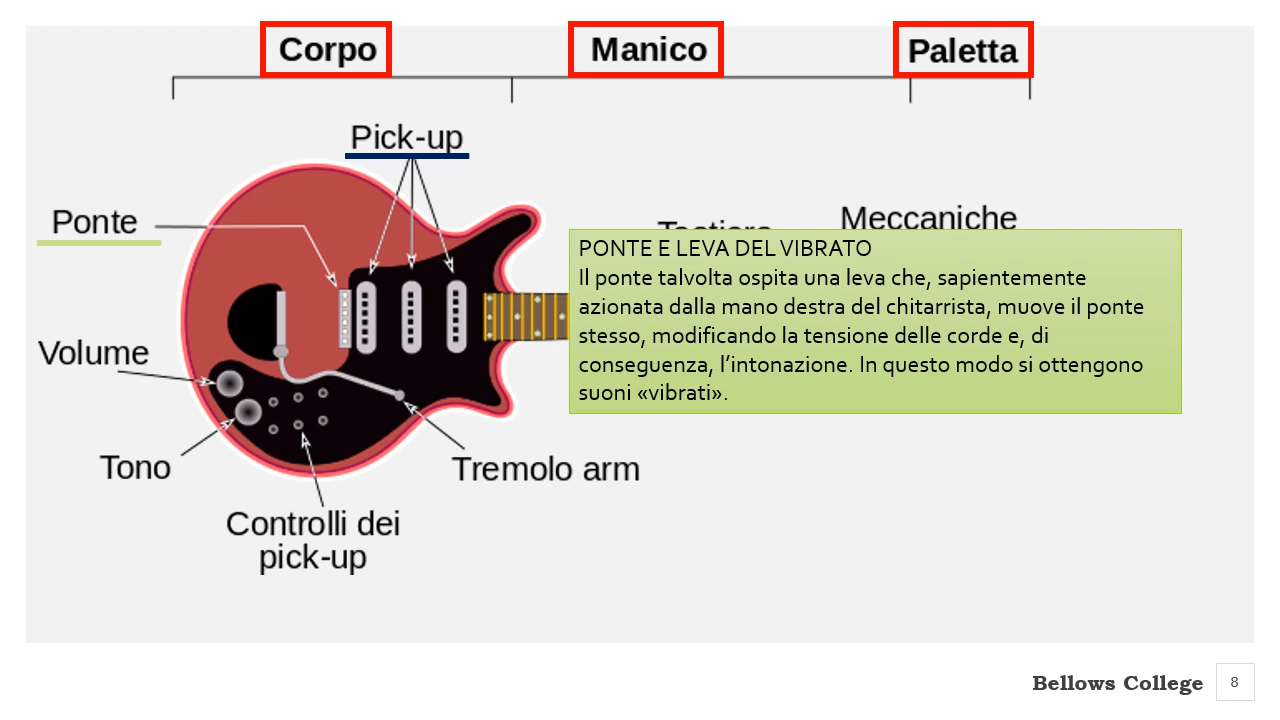 Corpo
Manico
Paletta
Pick-up
Ponte
Meccaniche
PONTE E LEVA DEL VIBRATO
Il ponte talvolta ospita una leva che, sapientemente
azionata dalla mano destra del chitarrista, muove il ponte
stesso, modificando la tensione delle corde e, di
conseguenza, l’intonazione. In questo modo si ottengono
suoni «vibrati».
Volume
Tono
Tremolo arm
Controlli dei
pick-up
Bellows College
8